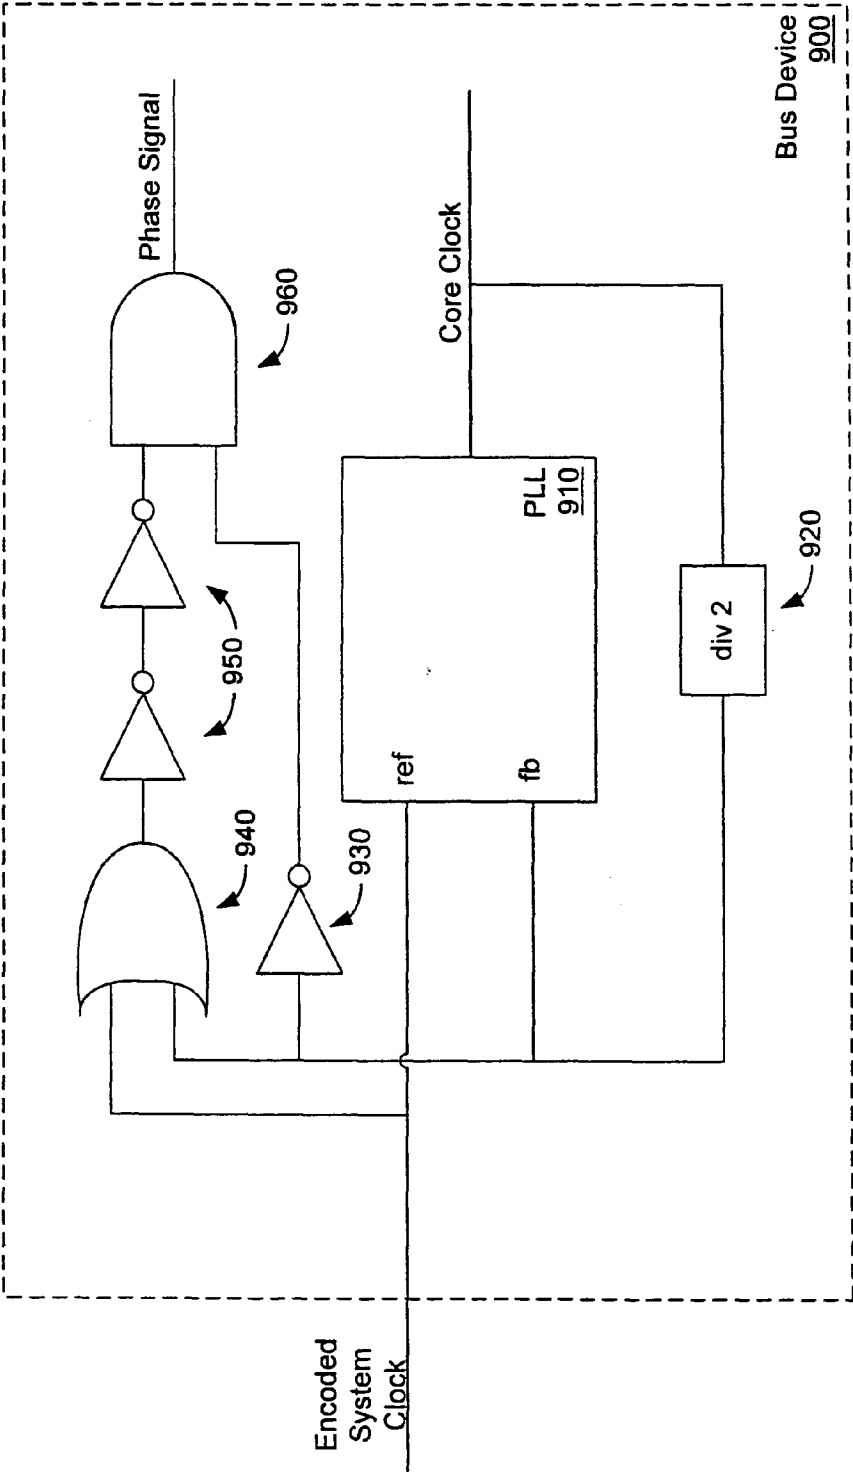 Phase Signal
960
950
940
930
Core Clock
PLL
910
ref
fb
div 2
920
Bus Device
900
Encoded
System
Clock